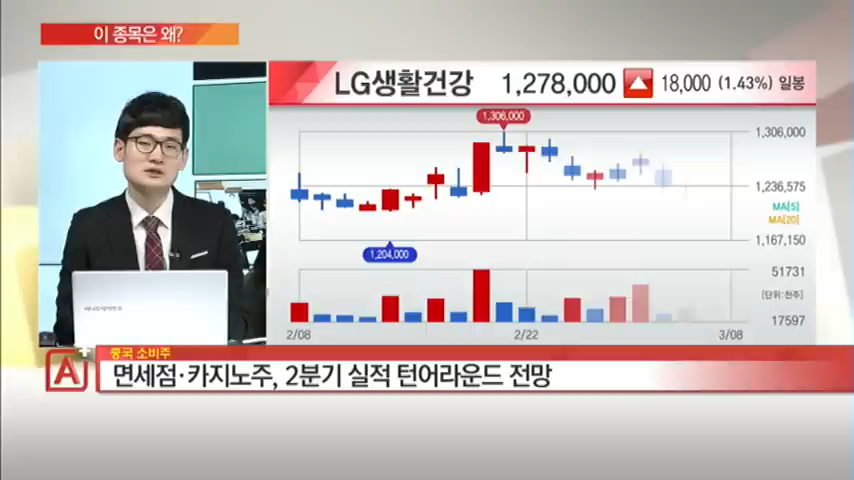 이 종목은 왜?
LG생활건강 1,278,000 18,000 (1.43%) 일봉
1,306,000
1,306,000
1,236,575
MA[5]
MA[20]
1,204,000
1,167,150
51731
[단위:천주]
17597
2/08 2/22 3/08
A+
중국 소비주
면세점·카지노주, 2분기 실적 턴어라운드 전망